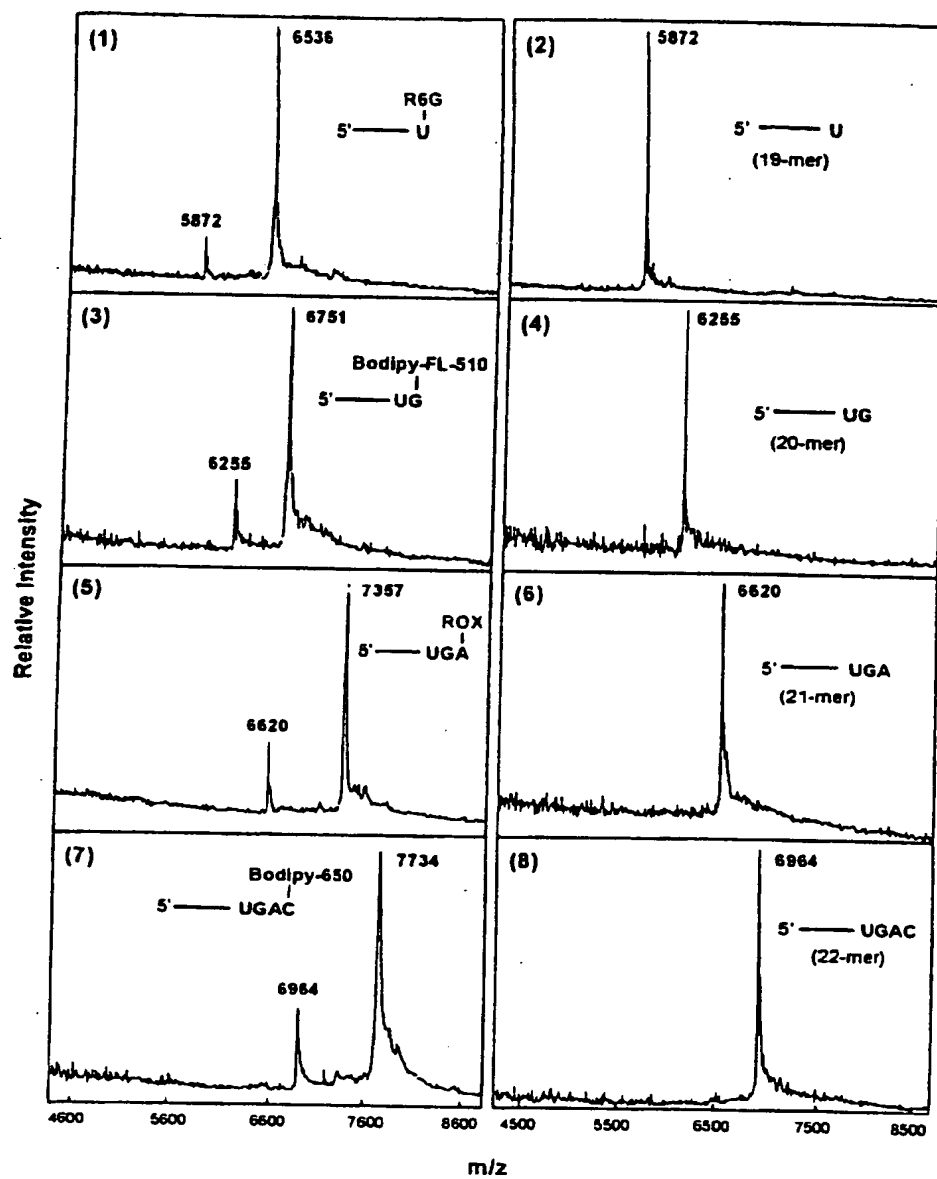 (1)
6536
R6G
5' U
5872
(2)
5872
5' U
(19-mer)
(3)
6751
Bodipy-FL-510
5' UG
6255
(4)
6255
5' UG
(20-mer)
(5)
7357
ROX
5' UGA
6620
(6)
6620
5' UGA
(21-mer)
(7)
7734
Bodipy-650
5' UGAC
6964
(8)
6964
5' UGAC
(22-mer)
Relative Intensity
4600 5600 6600 7600 8600
4500 5500 6500 7500 8500
m/z